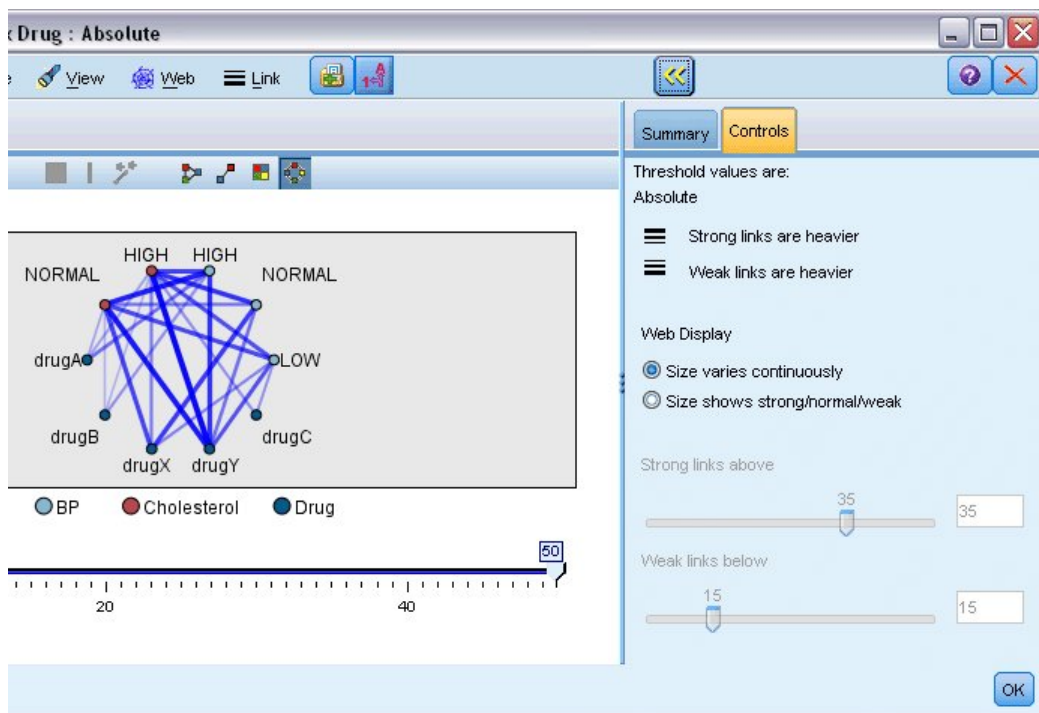 x Drug : Absolute
e View Web Link
Summary Controls
Threshold values are:
Absolute
Strong links are heavier
Weak links are heavier
Web Display
Size varies continuously
Size shows strong/normal/weak
Strong links above
35
35
Weak links below
15
15
OK
HIGH HIGH
NORMAL NORMAL
drugA LOW
drugB drugC
drugX drugY
BP Cholesterol Drug
50
20 40